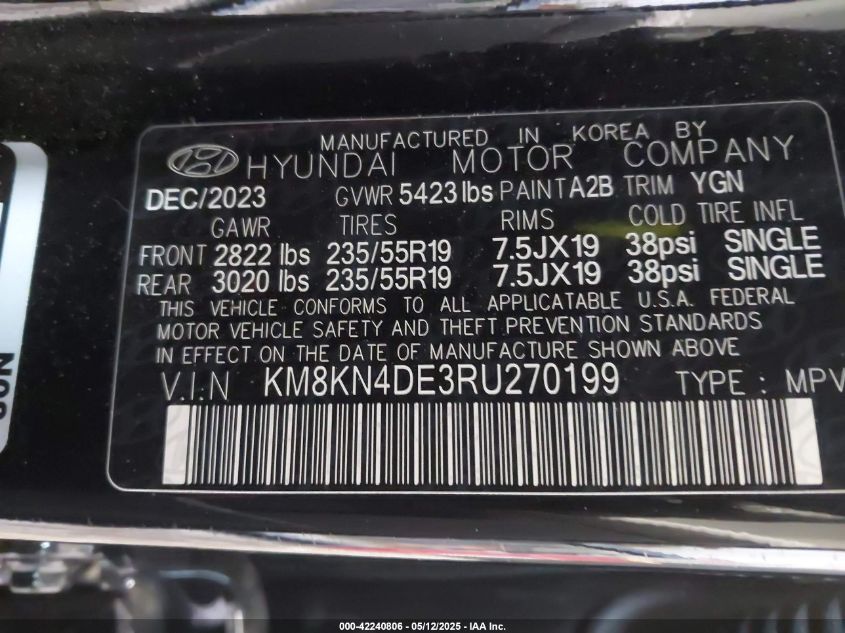 MANUFACTURED IN KOREA BY
HYUNDAI MOTOR COMPANY
DEC/2023 GVWR 5423 lbs PAINT A2B TRIM YGN
GAWR TIRES RIMS COLD TIRE INFL
FRONT 2822 lbs 235/55R19 7.5JX19 38psi SINGLE
REAR 3020 lbs 235/55R19 7.5JX19 38psi SINGLE
THIS VEHICLE CONFORMS TO ALL APPLICATABLE U.S.A. FEDERAL
MOTOR VEHICLE SAFETY AND THEFT PREVENTION STANDARDS
IN EFFECT ON THE DATE OF MANUFACTURE SHOWN ABOVE
V.I.N KM8KN4DE3RU270199 TYPE : MPV
000-42240806 - 05/12/2025 - IAA Inc.